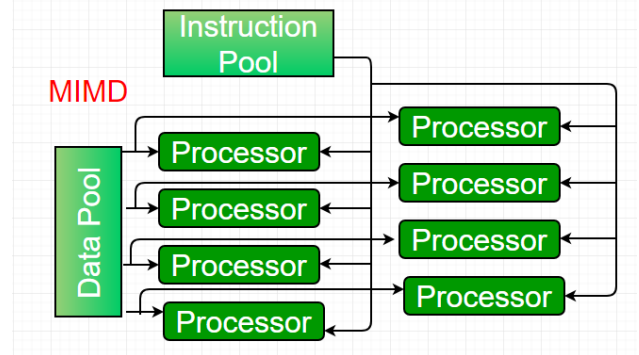 Instruction
Pool
MIMD
Processor
Processor
Processor
Processor
Data Pool
Processor
Processor
Processor
Processor